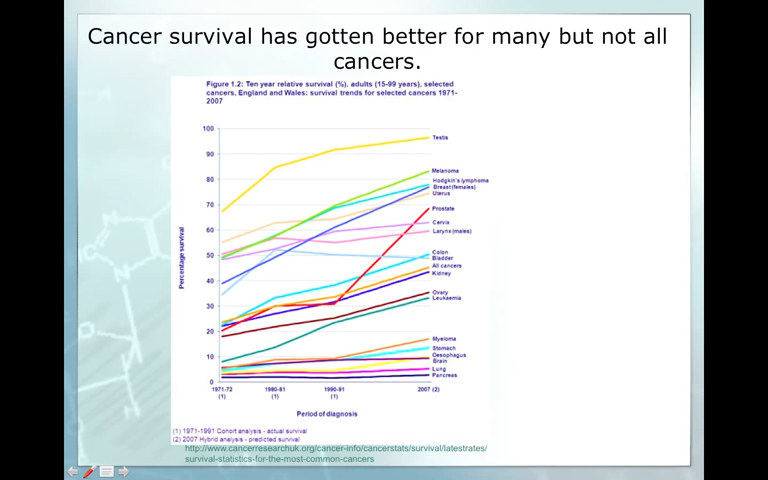 Cancer survival has gotten better for many but not all
cancers.
Figure 1.2: Ten year relative survival (%), adults (15-99 years), selected
cancers, England and Wales: survival trends for selected cancers 1971-
2007
100
90
80
70
60
50
40
30
20
10
0
Percentage survival
Testis
Melanoma
Hodgkin's lymphoma
Breast (females)
Uterus
Prostate
Cervix
Larynx (males)
Colon
Bladder
All cancers
Kidney
Ovary
Leukaemia
Myeloma
Stomach
Oesophagus
Brain
Lung
Pancreas
1971-72 1980-81 1990-91 2007 (2)
(1) (1) (1)
Period of diagnosis
(1) 1971-1991 Cohort analysis - actual survival
(2) 2007 Hybrid analysis - predicted survival
http://www.cancerresearchuk.org/cancer-info/cancerstats/survival/latestrates/
survival-statistics-for-the-most-common-cancers